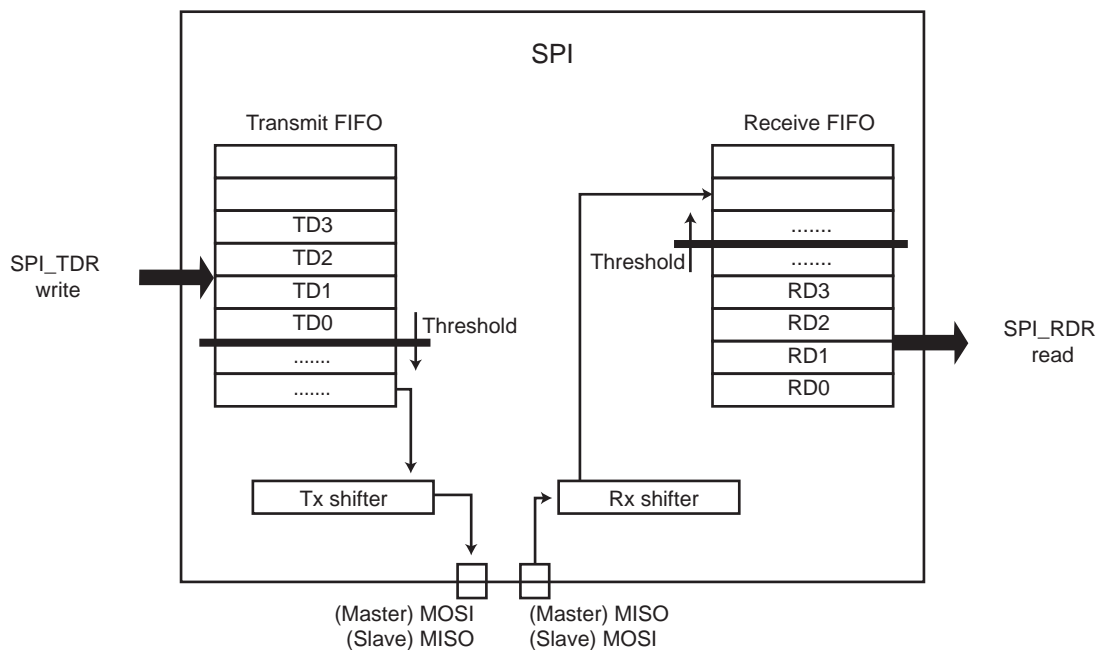 SPI
Transmit FIFO
TD3
TD2
TD1
TD0
.......
.......
SPI_TDR
write
Threshold
Receive FIFO
.......
.......
RD3
RD2
RD1
RD0
Threshold
SPI_RDR
read
Tx shifter
Rx shifter
(Master) MOSI
(Slave) MISO
(Master) MISO
(Slave) MOSI